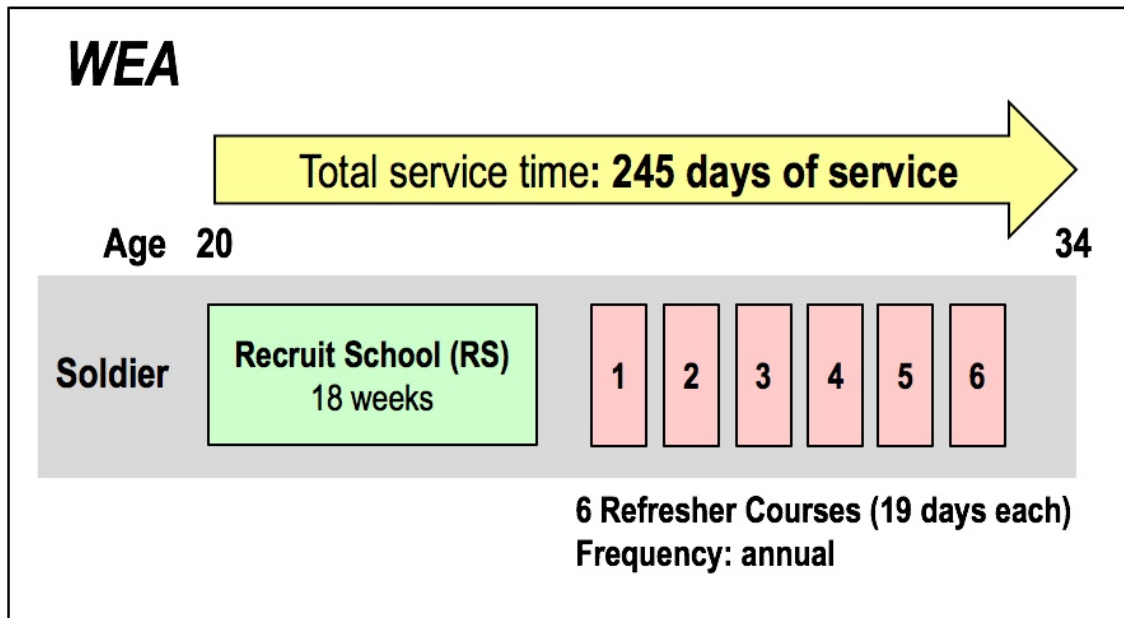 WEA
Total service time: 245 days of service
Age 20 34
Soldier
Recruit School (RS)
18 weeks
1 2 3 4 5 6
6 Refresher Courses (19 days each)
Frequency: annual